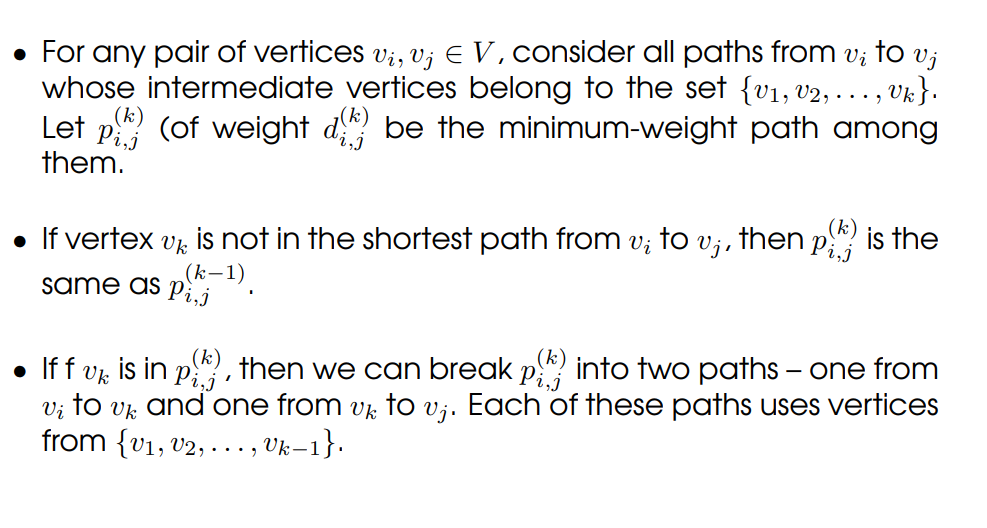 • For any pair of vertices $v_i, v_j \in V$, consider all paths from $v_i$ to $v_j$
whose intermediate vertices belong to the set $\{v_1, v_2, \ldots, v_k\}$.
Let $p_{i,j}^{(k)}$ (of weight $d_{i,j}^{(k)}$ be the minimum-weight path among
them.
• If vertex $v_k$ is not in the shortest path from $v_i$ to $v_j$, then $p_{i,j}^{(k)}$ is the
same as $p_{i,j}^{(k-1)}$.
• If f $v_k$ is in $p_{i,j}^{(k)}$, then we can break $p_{i,j}^{(k)}$ into two paths – one from
$v_i$ to $v_k$ and one from $v_k$ to $v_j$. Each of these paths uses vertices
from $\{v_1, v_2, \ldots, v_{k-1}\}$.